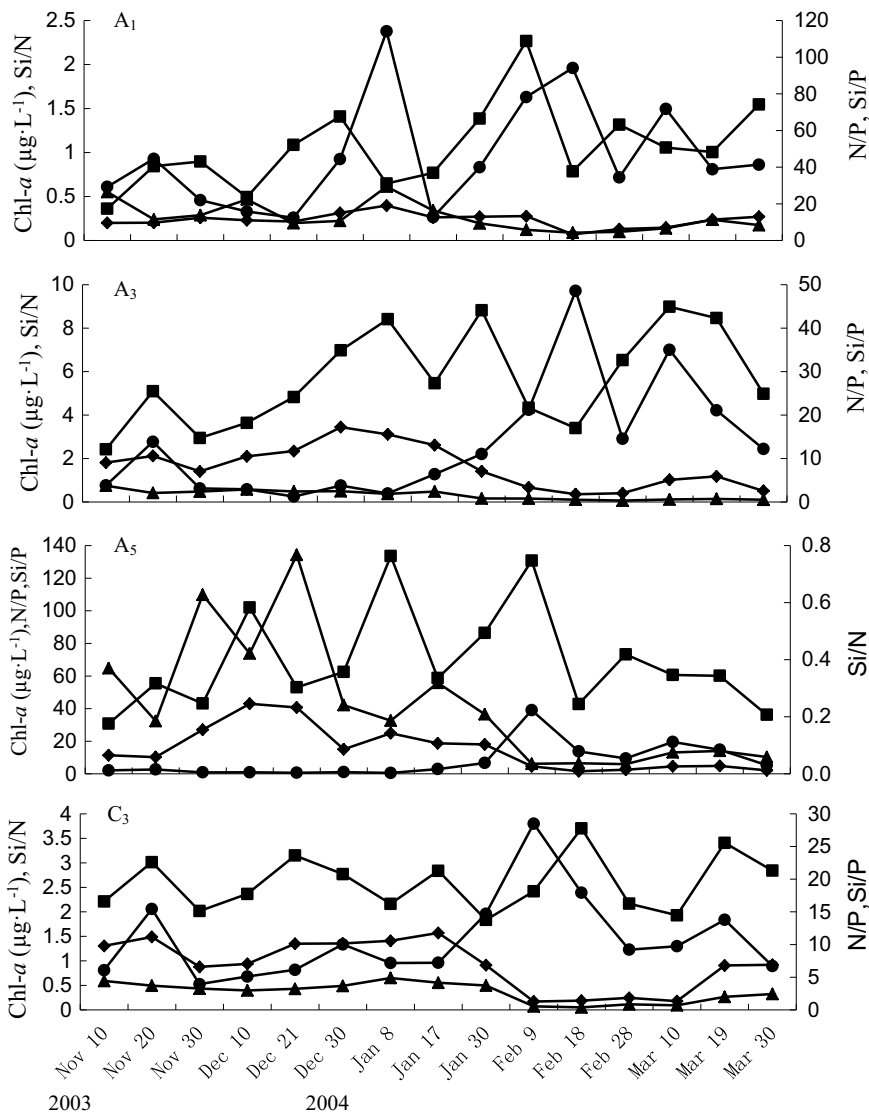 A1
Chl-a (μg·L-1), Si/N
2.5
2
1.5
1
0.5
0
120
100
80
60
40
20
0
N/P, Si/P
A3
Chl-a (μg·L-1), Si/N
10
8
6
4
2
0
50
40
30
20
10
0
N/P, Si/P
A5
Chl-a (μg·L-1),N/P,Si/P
140
120
100
80
60
40
20
0
0.8
0.6
0.4
0.2
0.0
Si/N
C3
Chl-a (μg·L-1), Si/N
4
3.5
3
2.5
2
1.5
1
0.5
0
30
25
20
15
10
5
0
N/P,Si/P
Nov 10
Nov 20
Nov 30
Dec 10
Dec 21
Dec 30
Jan 8
Jan 17
Jan 30
Feb 9
Feb 18
Feb 28
Mar 10
Mar 19
Mar 30
2003
2004